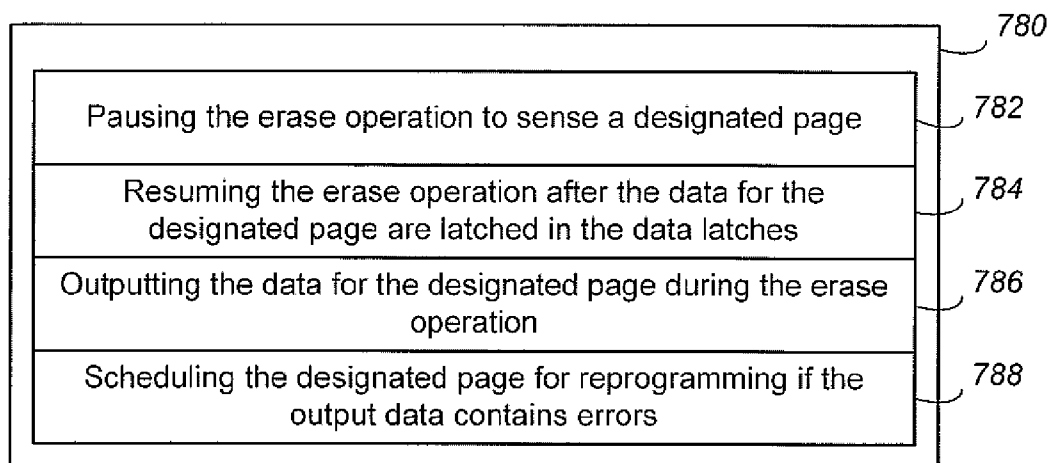 780
Pausing the erase operation to sense a designated page
782
Resuming the erase operation after the data for the
designated page are latched in the data latches
784
Outputting the data for the designated page during the erase
operation
786
Scheduling the designated page for reprogramming if the
output data contains errors
788